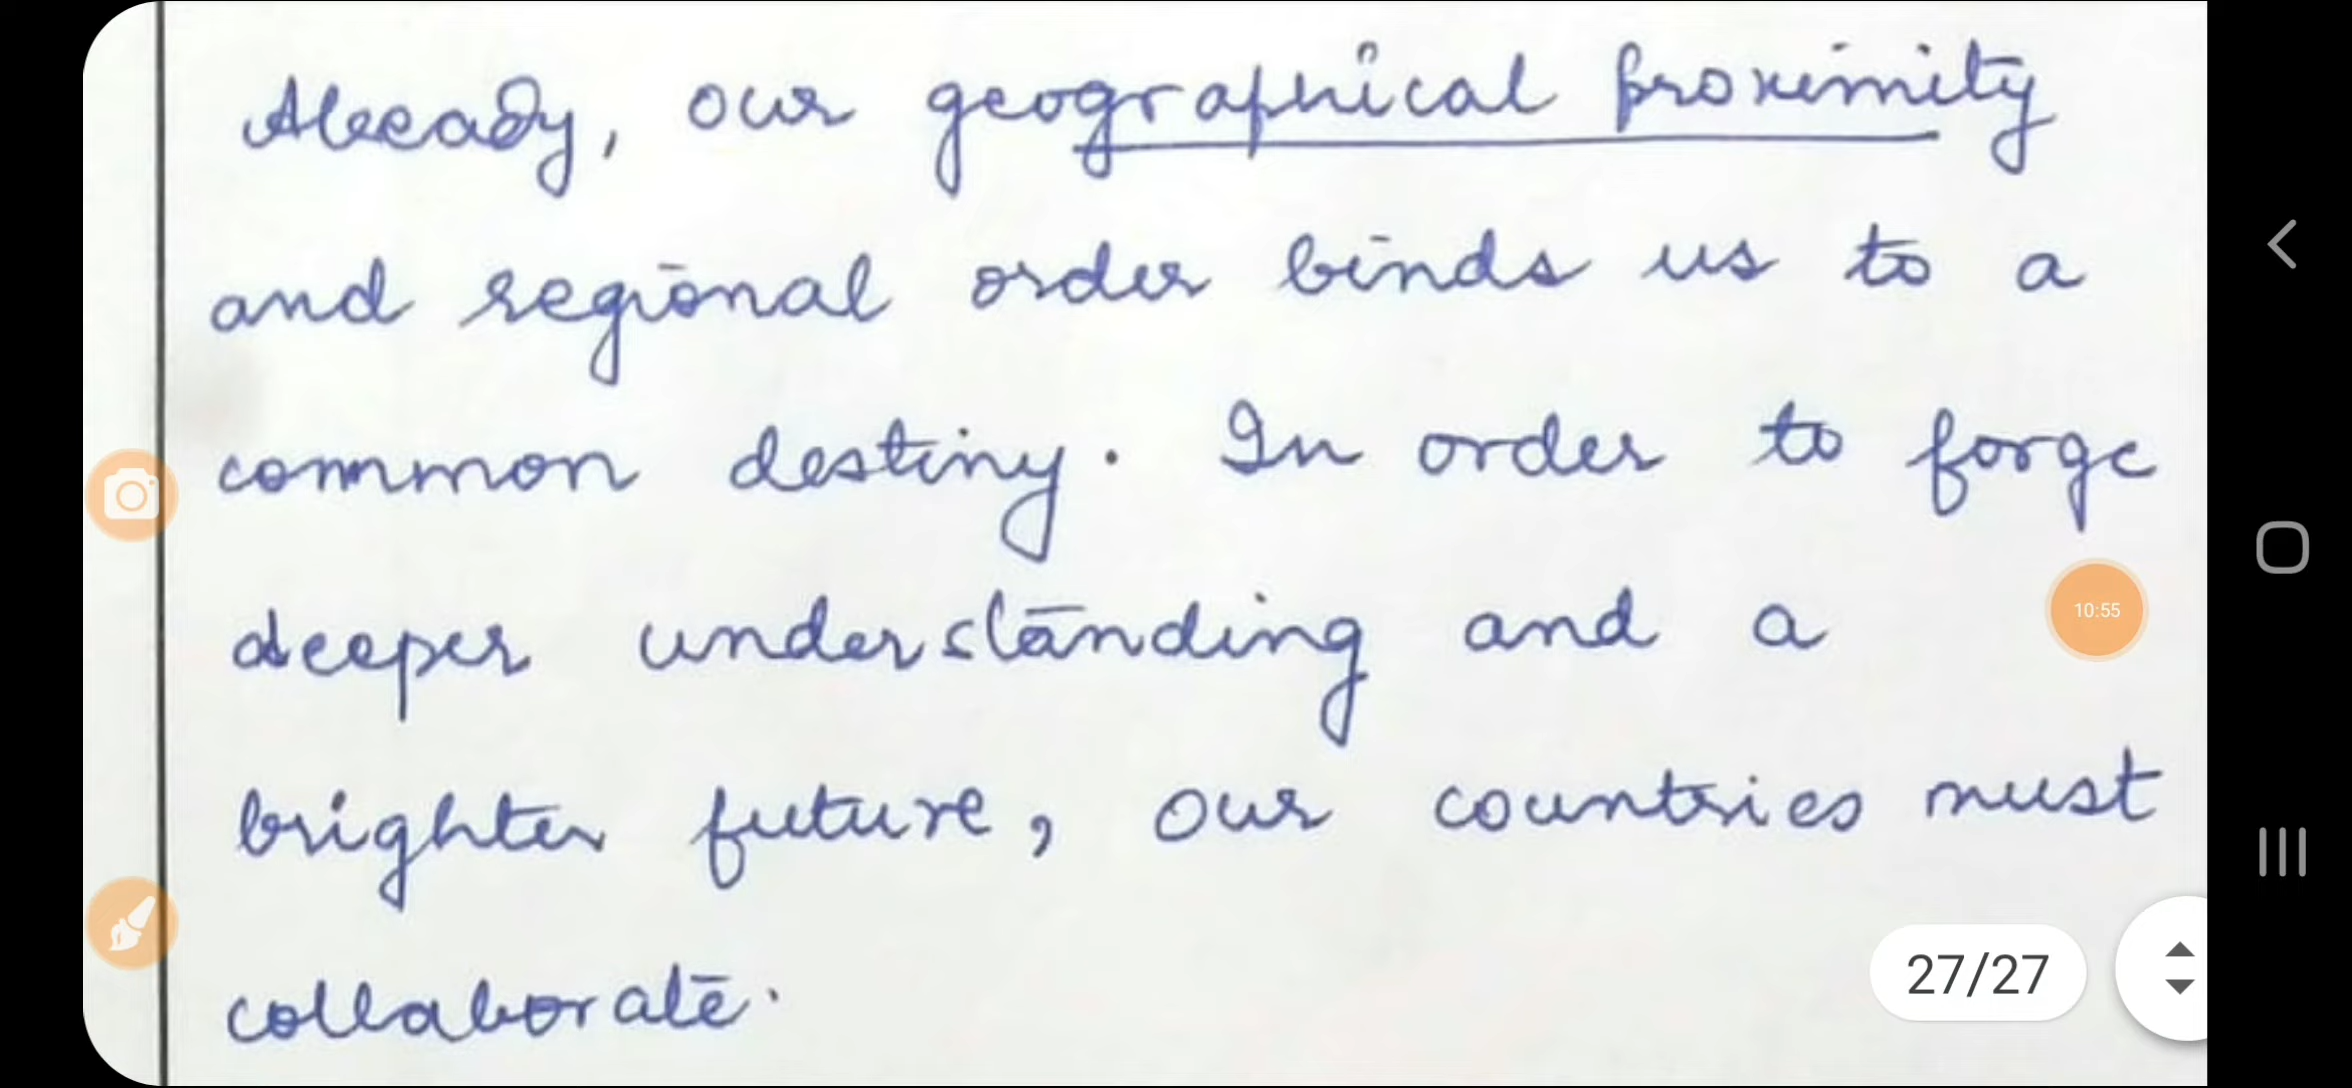 Already, our geographical proximity
and regional order binds us to a
common destiny. In order to forge
deeper understanding and a
10:55
brighter future, our countries must
27/27
collaborate.